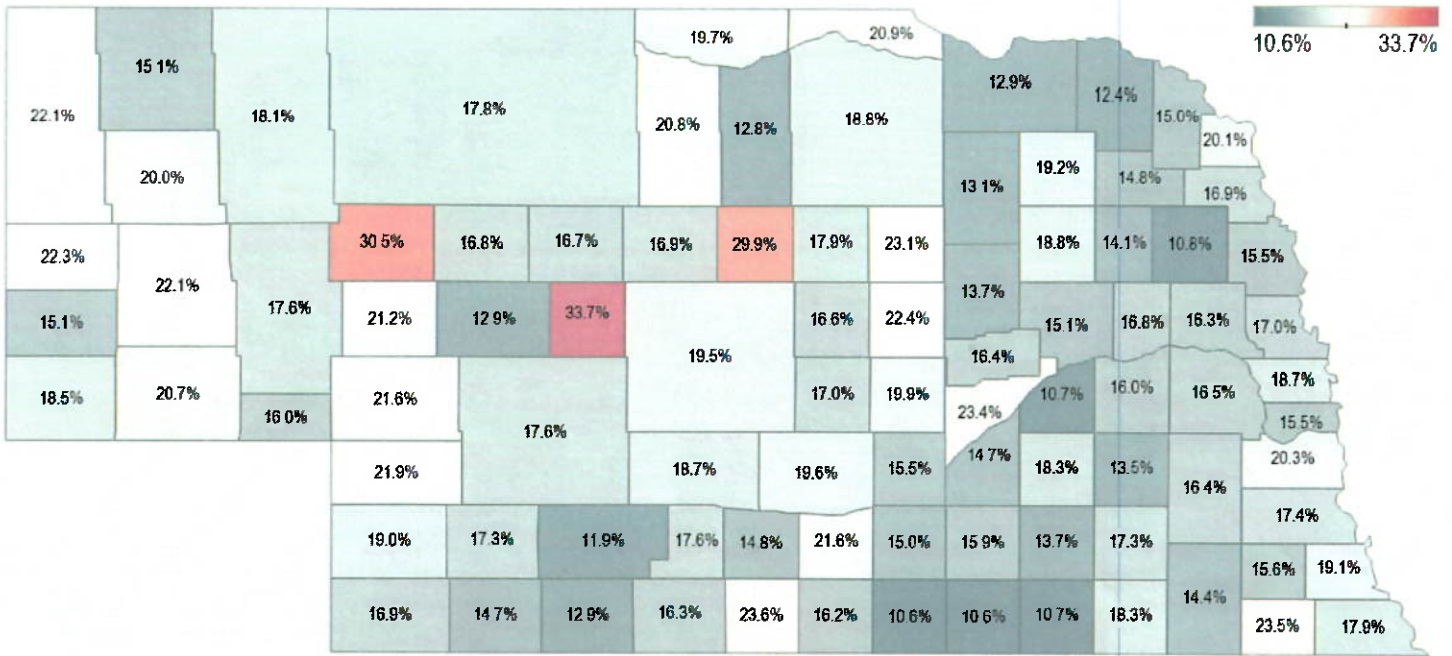 10.6% 33.7%
19.7% 20.9%
15 1% 12.9% 12.4%
22.1% 18.1% 17.8% 20.8% 12.8% 18.8% 15.0%
20.1%
20.0% 13 1% 19.2% 14.8% 16.9%
22.3% 30 5% 16.8% 16.7% 16.9% 29.9% 17.9% 23.1% 18.8% 14.1% 10.8% 15.5%
22.1% 17.6% 13.7%
15.1% 21.2% 12 9% 33.7% 16.6% 22.4% 15.1% 16.8% 16.3% 17.0%
19.5% 16.4%
18.5% 20.7% 21.6% 17.0% 19.9% 10.7% 16.0% 16 5% 18.7%
16 0% 17.6% 23.4% 15.5%
21.9% 18.7% 19.6% 15.5% 14 7% 18.3% 13.5% 16 4% 20.3%
17.4%
19.0% 17.3% 11.9% 17.6% 14.8% 21.6% 15.0% 15 9% 13.7% 17.3%
15.6% 19.1%
16.9% 14 7% 12 9% 16.3% 23.6% 16.2% 10 6% 10 6% 10 7% 18.3% 14.4% 23.5% 17.9%